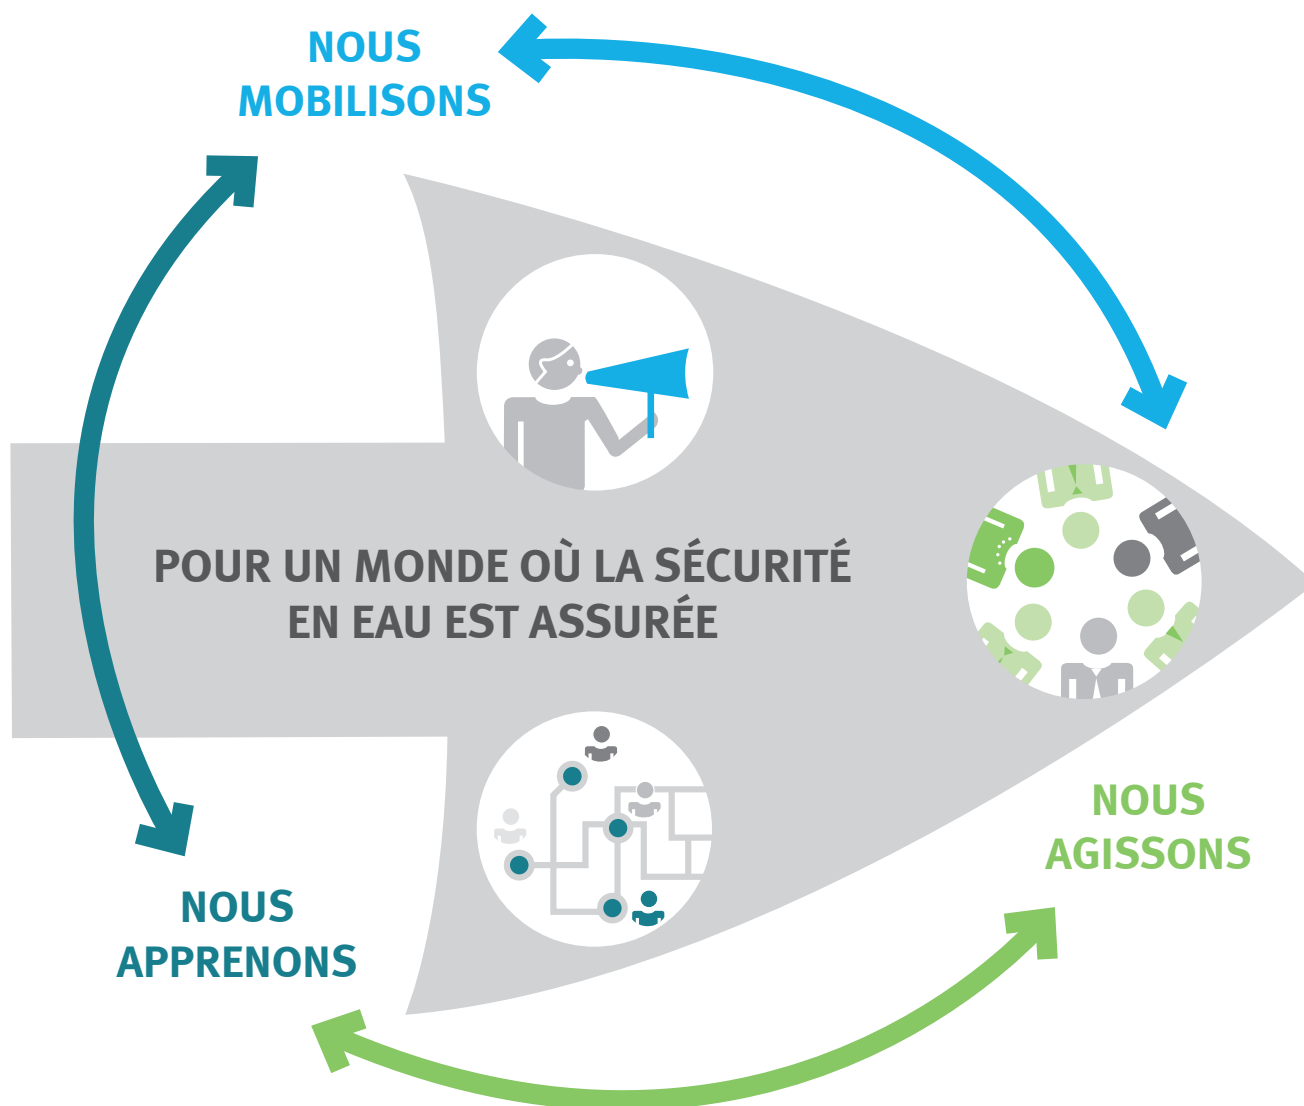 NOUS
MOBILISONS
POUR UN MONDE OÙ LA SÉCURITÉ
EN EAU EST ASSURÉE
NOUS
AGISSONS
NOUS
APPRENONS